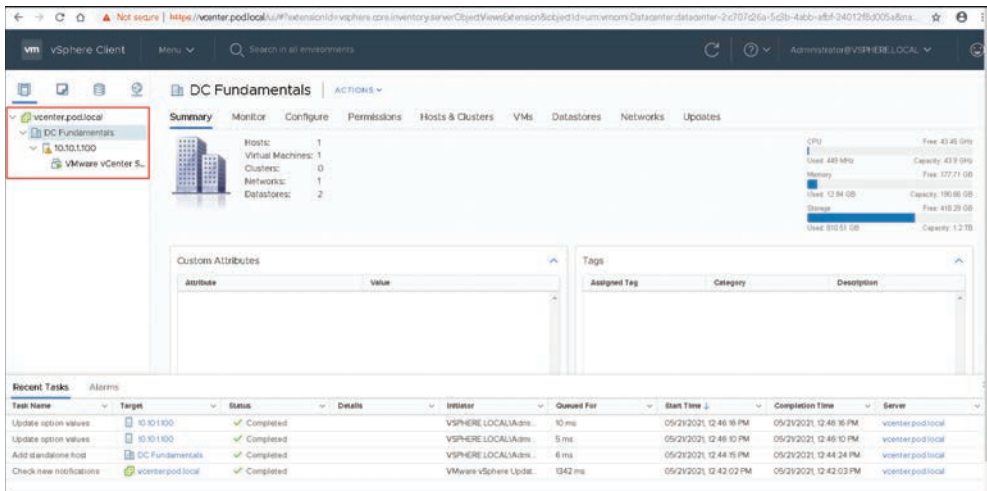 Not secure | https://vcenter.pod.local/ui/#?extensionId=vsphere.core.inventory.serverObjectViewsExtension&objectId=urn:vmomi:Datacenter:datacenter-2:
vm vSphere Client Menu Search in all environments Administrator@VSPHERE.LOCAL
DC Fundamentals ACTIONS
vcenter.pod.local
DC Fundamentals
10.10.1.100
VMware vCenter S...
Summary Monitor Configure Permissions Hosts & Clusters VMs Datastores Networks Updates
Hosts: 1
Virtual Machines: 1
Clusters: 0
Networks: 1
Datastores: 2
CPU Free: 43.45 GHz
Used: 449 MHz Capacity: 43.9 GHz
Memory Free: 177.71 GB
Used: 12.94 GB Capacity: 190.66 GB
Storage Free: 418.29 GB
Used: 810.51 GB Capacity: 1.2 TB
Custom Attributes
Attribute Value
Tags
Assigned Tag Category Description
Recent Tasks Alarms
Task Name Target Status Details Initiator Queued For Start Time Completion Time Server
Update option values 10.10.1.100 Completed VSPHERE.LOCAL\Admi... 10 ms 05/21/2021, 12:46:16 PM 05/21/2021, 12:46:16 PM vcenter.pod.local
Update option values 10.10.1.100 Completed VSPHERE.LOCAL\Admi... 5 ms 05/21/2021, 12:46:10 PM 05/21/2021, 12:46:10 PM vcenter.pod.local
Add standalone host DC Fundamentals Completed VSPHERE.LOCAL\Admi... 6 ms 05/21/2021, 12:44:15 PM 05/21/2021, 12:44:24 PM vcenter.pod.local
Check new notifications vcenter.pod.local Completed VMware vSphere Updat... 1342 ms 05/21/2021, 12:42:02 PM 05/21/2021, 12:42:03 PM vcenter.pod.local